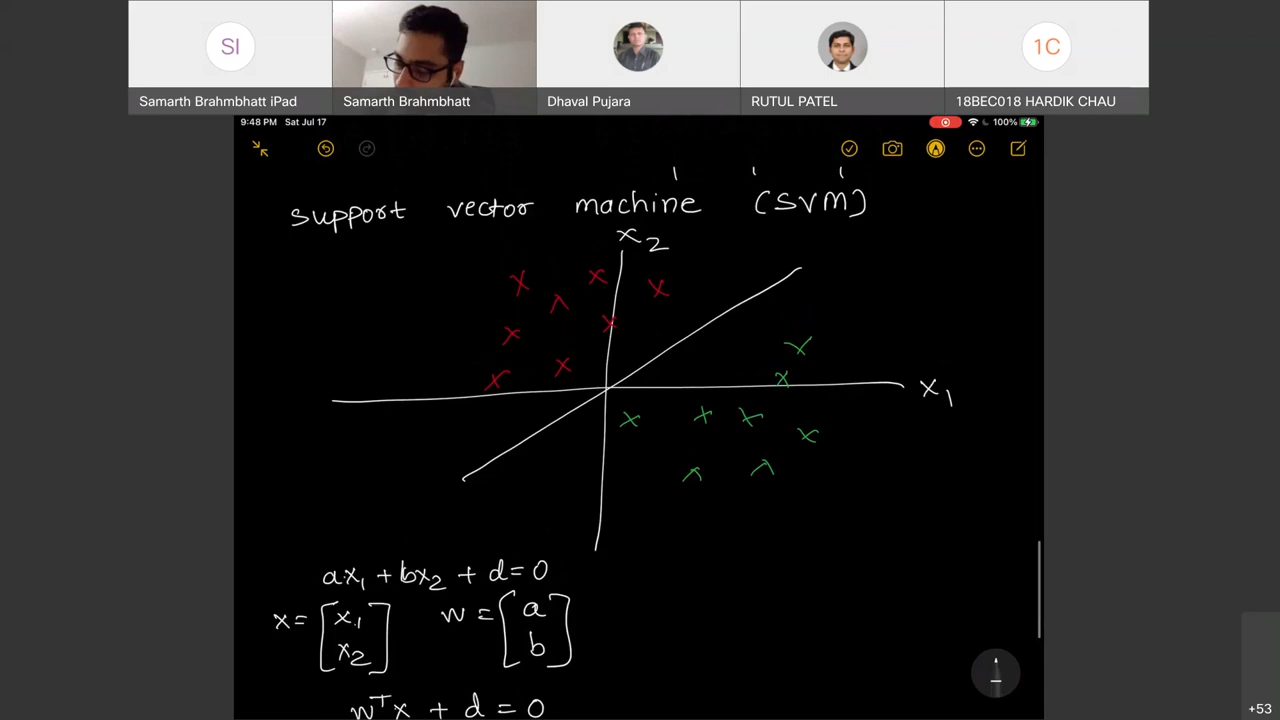 SI
1C
Samarth Brahmbhatt iPad
Samarth Brahmbhatt
Dhaval Pujara
RUTUL PATEL
18BEC018 HARDIK CHAU
9:48 PM Sat Jul 17
100%
support vector machine (SVM)
x2
x1
ax1 + bx2 + d = 0
x = [x1 x2] w = [a b]
wTx + d = 0
+53